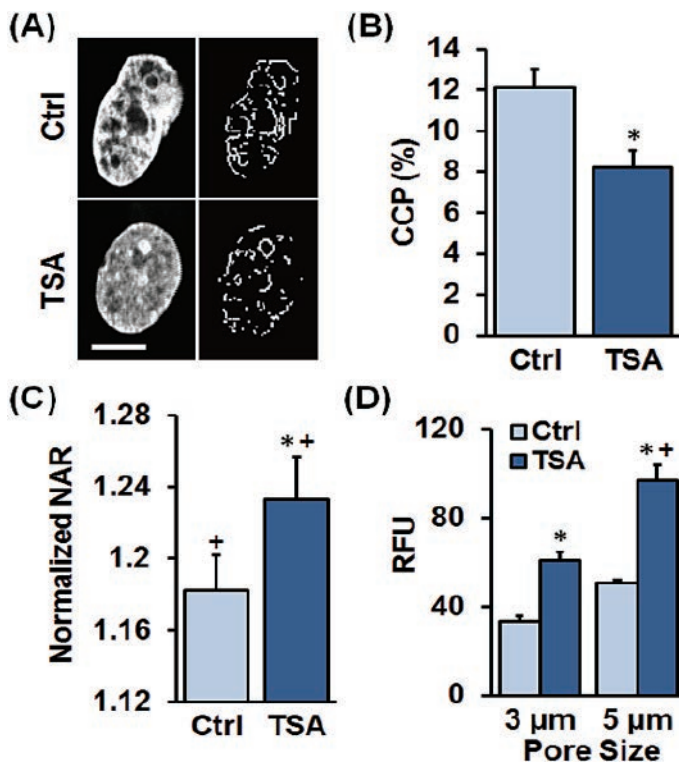 (A)
Ctrl
TSA
(B)
CCP (%)
14
12
10
8
6
4
2
0
*
Ctrl TSA
(C)
Normalized NAR
1.28
1.24
1.2
1.16
1.12
+
*+
Ctrl TSA
(D)
RFU
120
80
40
0
Ctrl
TSA
*
*+
3 µm 5 µm
Pore Size